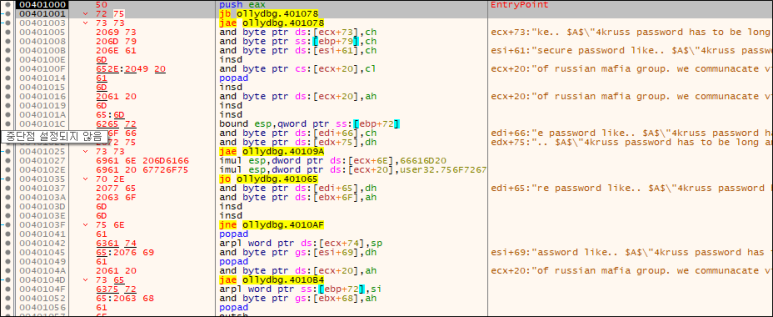 00401000 50 push eax EntryPoint
00401001 72 75 jb ollydbg.401078
00401003 73 73 jae ollydbg.401078
00401005 2069 73 and byte ptr ds:[ecx+73],ch ecx+73:"ke.. $A$\"4kruss password has to be long
00401008 206D 79 and byte ptr ss:[ebp+79],ch
0040100B 206E 61 and byte ptr ds:[esi+61],ch esi+61:"secure password like.. $A$\"4kruss passw
0040100E 6D insd
0040100F 652E:2049 20 and byte ptr cs:[ecx+20],cl ecx+20:"of russian mafia group. we communacate v
00401014 61 popad
00401015 6D insd
00401016 2061 20 and byte ptr ds:[ecx+20],ah ecx+20:"of russian mafia group. we communacate v
00401019 6D insd
0040101A 65:6D insd
0040101C 6265 72 bound esp,qword ptr ss:[ebp+72]
중단점 설정되지 않음 6F 66 and byte ptr ds:[edi+66],ch edi+66:"e password like.. $A$\"4kruss password h
72 75 and byte ptr ds:[edx+75],dh edx+75:".. $A$\"4kruss password has to be long an
00401025 73 73 jae ollydbg.40109A
00401027 6961 6E 206D6166 imul esp,dword ptr ds:[ecx+6E],66616D20
0040102E 6961 20 67726F75 imul esp,dword ptr ds:[ecx+20],user32.756F7267
00401035 70 2E jo ollydbg.401065
00401037 2077 65 and byte ptr ds:[edi+65],dh edi+65:"re password like.. $A$\"4kruss password h
0040103A 2063 6F and byte ptr ds:[ebx+6F],ah
0040103D 6D insd
0040103E 6D insd
0040103F 75 6E jne ollydbg.4010AF
00401041 61 popad
00401042 6361 74 arpl word ptr ds:[ecx+74],sp
00401045 65:2076 69 and byte ptr gs:[esi+69],dh esi+69:"assword like.. $A$\"4kruss password has t
00401049 61 popad
0040104A 2061 20 and byte ptr ds:[ecx+20],ah ecx+20:"of russian mafia group. we communacate v
0040104D 73 65 jae ollydbg.4010B4
0040104F 6375 72 arpl word ptr ss:[ebp+72],si
00401052 65:2063 68 and byte ptr gs:[ebx+68],ah
00401056 61 popad